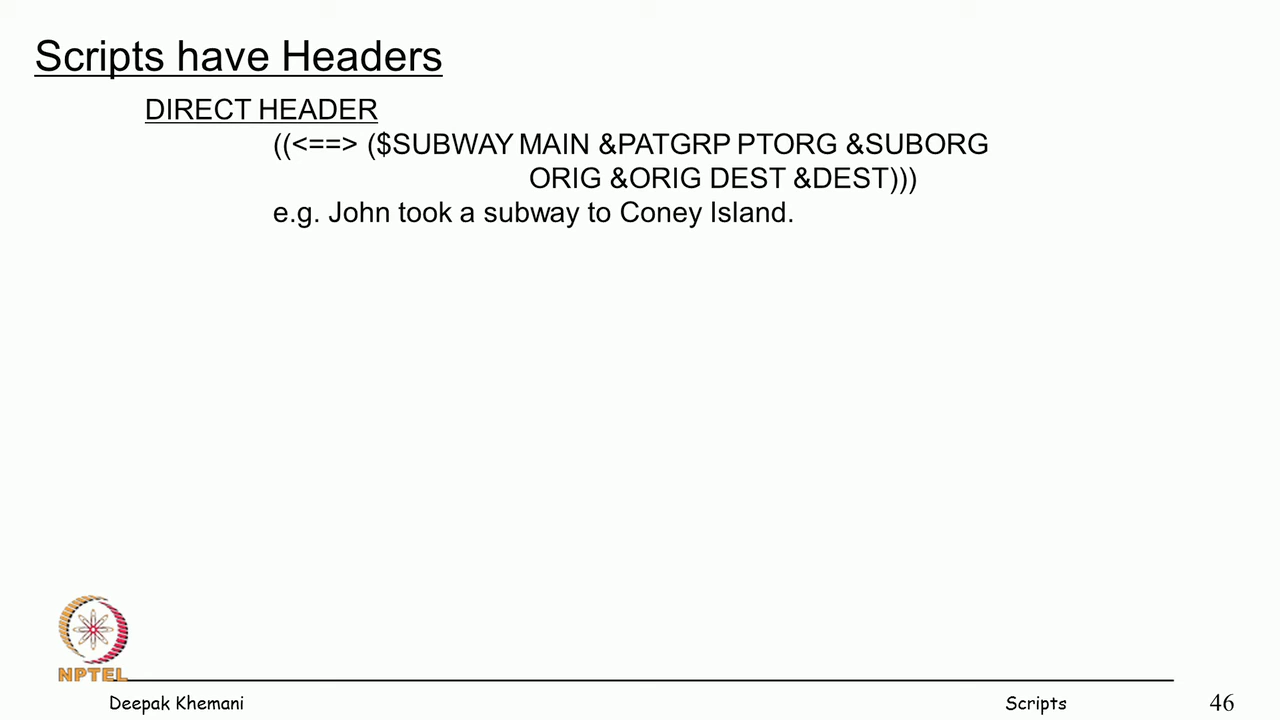 Scripts have Headers
DIRECT HEADER
((<==> ($SUBWAY MAIN &PATGRP PTORG &SUBORG
ORIG &ORIG DEST &DEST)))
e.g. John took a subway to Coney Island.
NPTEL
Deepak Khemani
Scripts
46